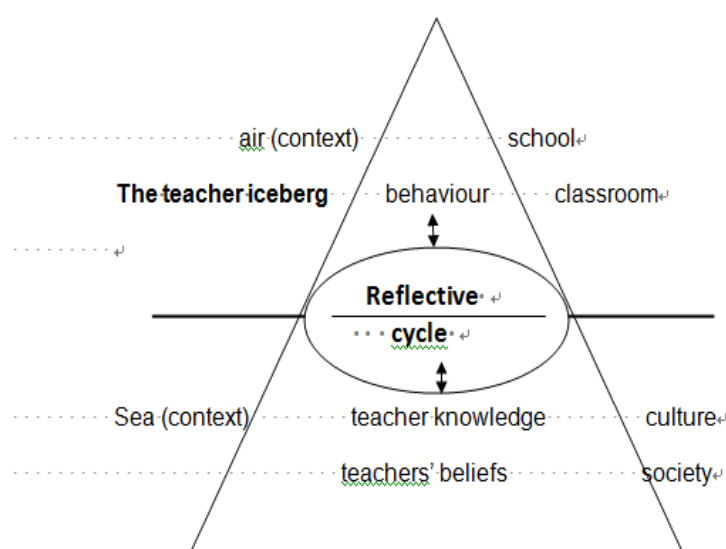 air (context) school
The teacher iceberg behaviour classroom
Reflective
cycle
Sea (context) teacher knowledge culture
teachers’ beliefs society